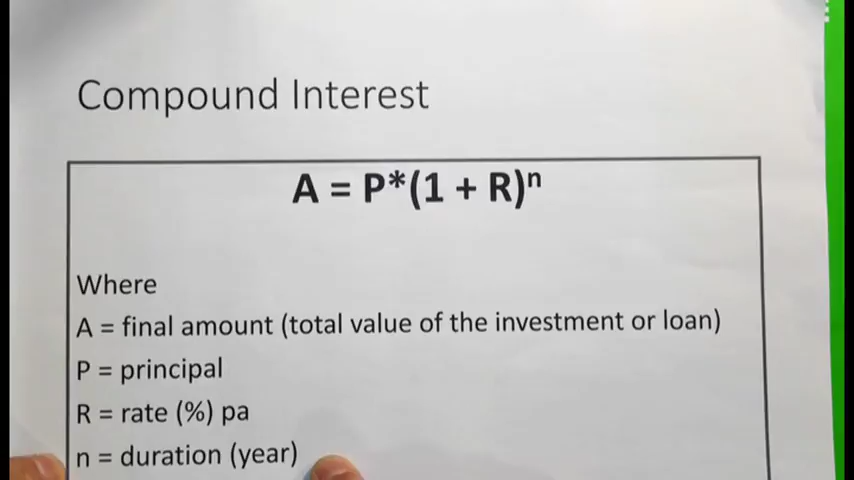 Compound Interest
A = P*(1 + R)ⁿ
Where
A = final amount (total value of the investment or loan)
P = principal
R = rate (%) pa
n = duration (year)